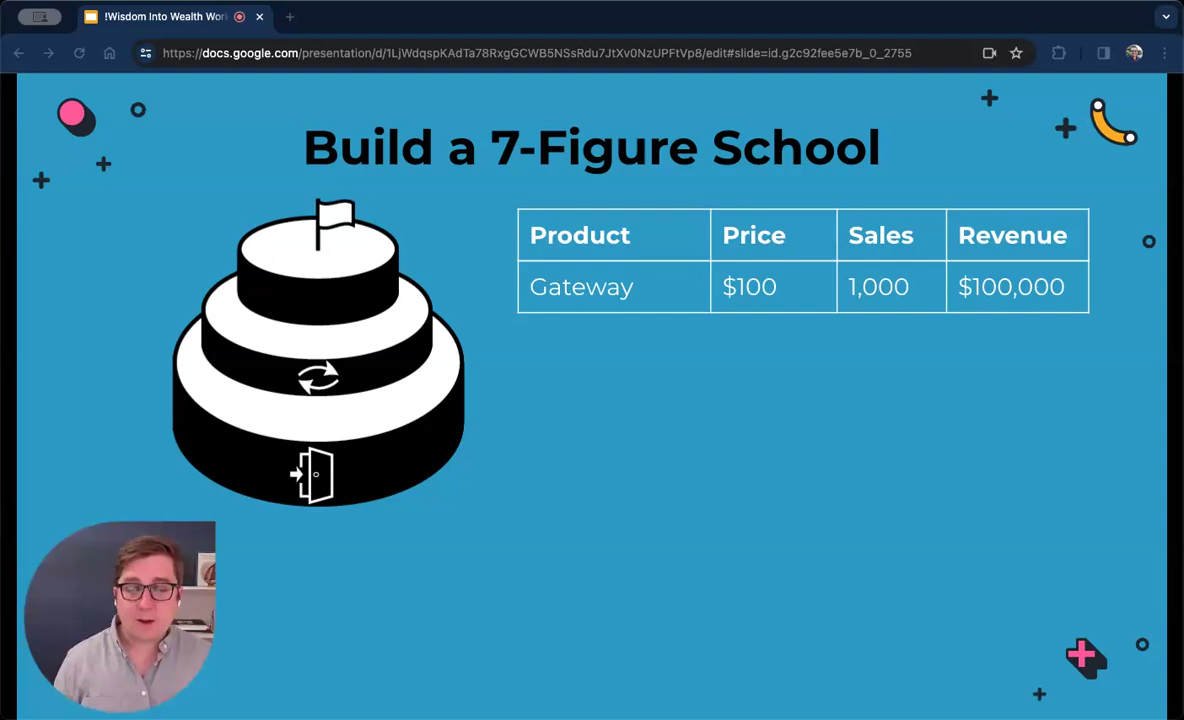 !Wisdom Into Wealth Wor
https://docs.google.com/presentation/d/1LjWdqspKAdTa78RxgGCWB5NSsRdu7JtXv0NzUPFtVp8/edit#slide=id.g2c92fee5e7b_0_2755
Build a 7-Figure School
Product Price Sales Revenue
Gateway $100 1,000 $100,000